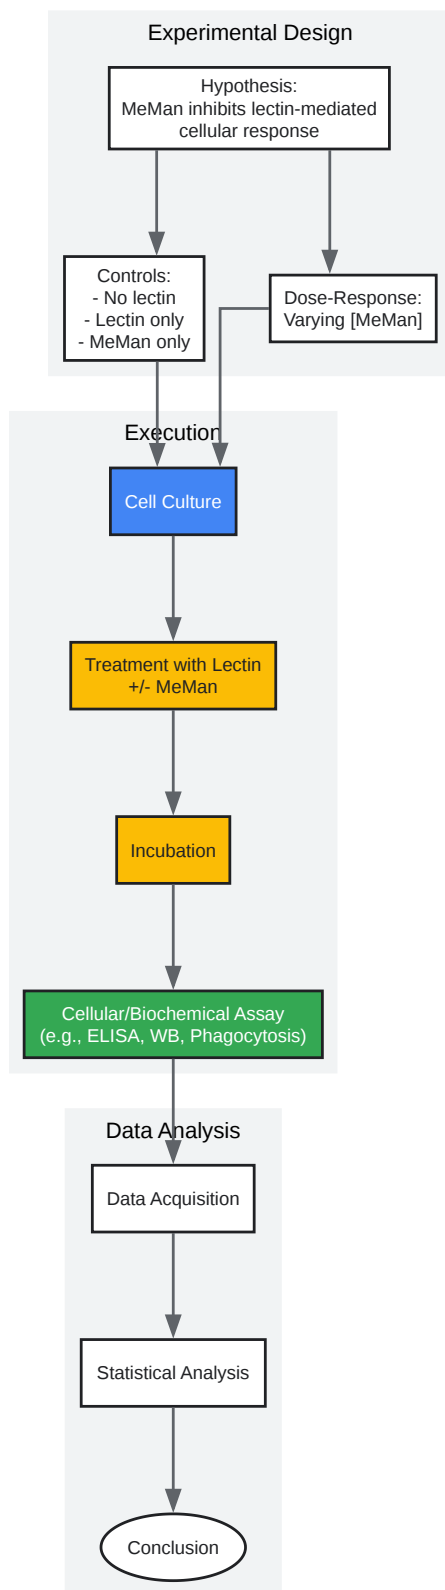 Experimental Design
Hypothesis:
MeMan inhibits lectin-mediated
cellular response
Controls:
- No lectin
- Lectin only
- MeMan only
Dose-Response:
Varying [MeMan]
Execution
Cell Culture
Treatment with Lectin
+/- MeMan
Incubation
Cellular/Biochemical Assay
(e.g., ELISA, WB, Phagocytosis)
Data Analysis
Data Acquisition
Statistical Analysis
Conclusion